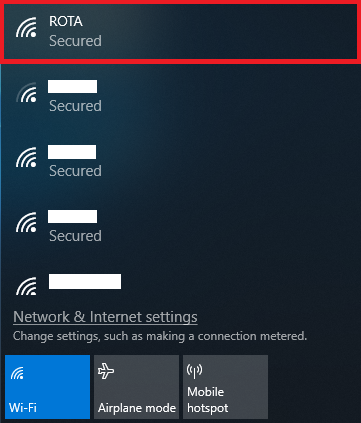 ROTA
Secured
Secured
Secured
Secured
Network & Internet settings
Change settings, such as making a connection metered.
Wi-Fi
Airplane mode
Mobile
hotspot